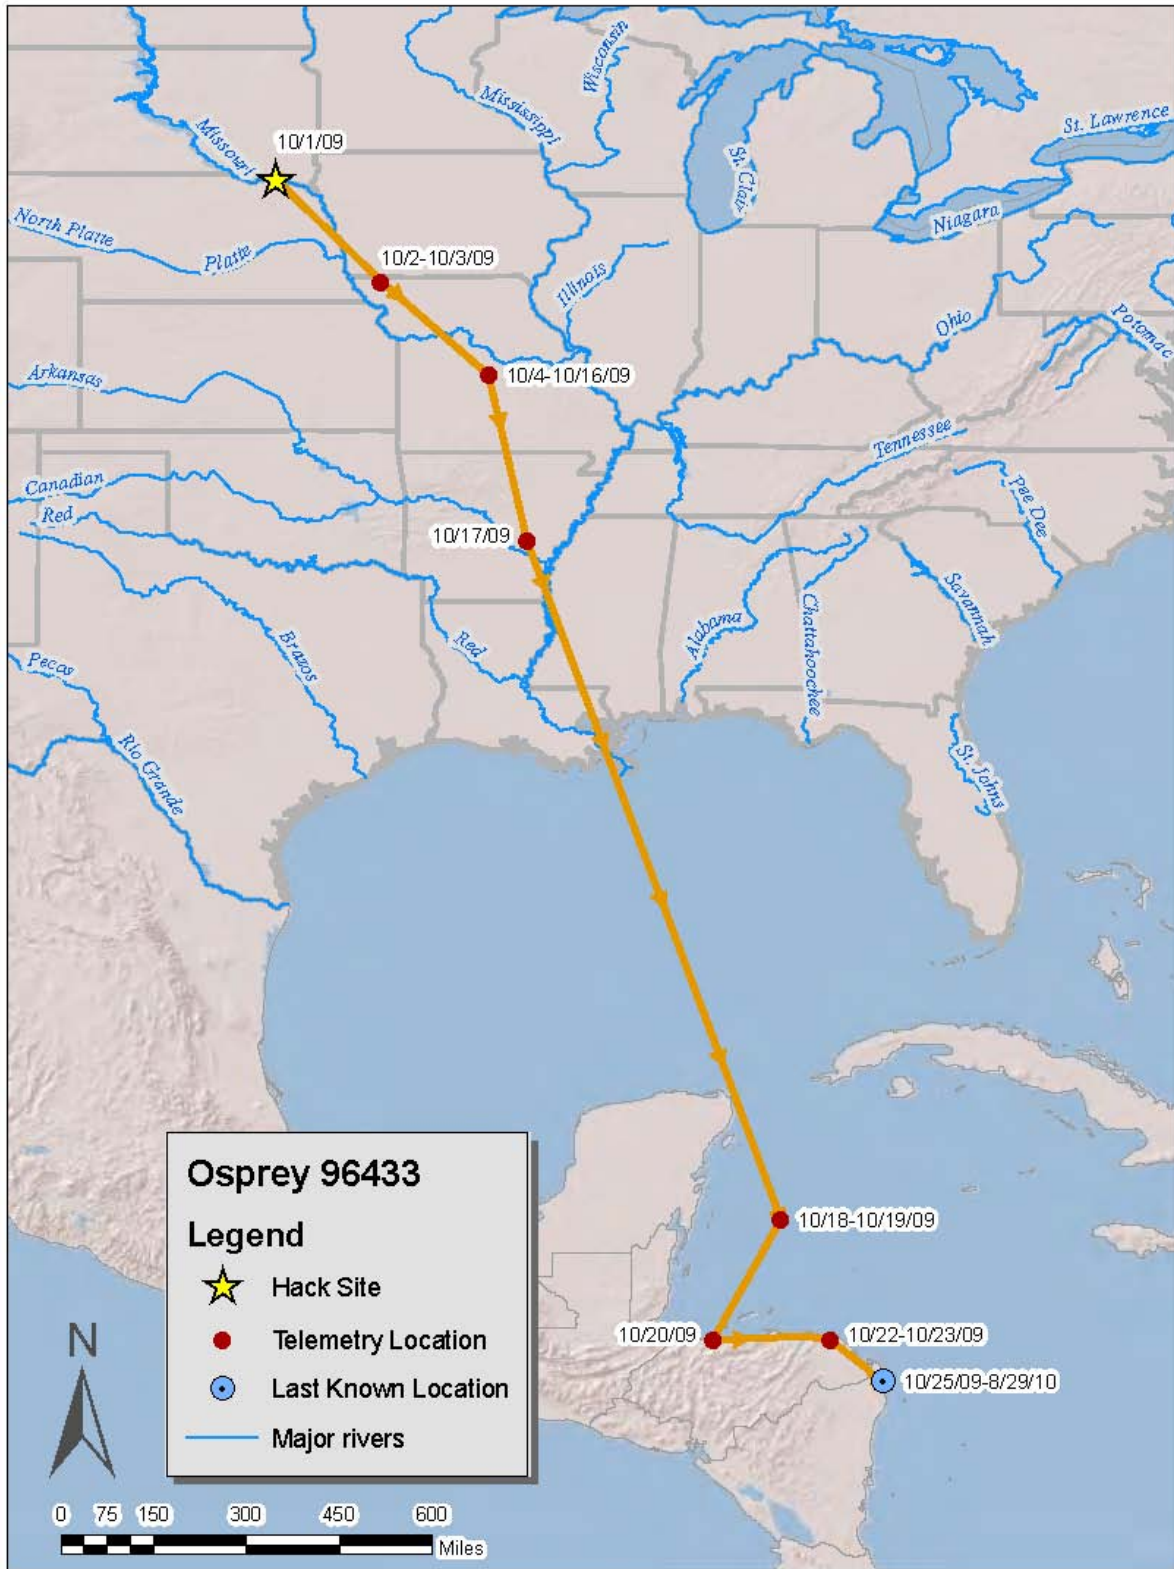 Wisconsin
Mississippi
St. Lawrence
Missouri
10/1/09
St. Clair
Niagara
North Platte
Platte
10/2-10/3/09
Illinois
Ohio
Potomac
Arkansas
10/4-10/16/09
Tennessee
Canadian
Pee Dee
Red
10/17/09
Savannah
Alabama
Chattahoochee
Brazos
Red
Pecos
Rio Grande
St. Johns
Osprey 96433
Legend
Hack Site
Telemetry Location
Last Known Location
Major rivers
10/18-10/19/09
10/20/09
10/22-10/23/09
10/25/09-8/29/10
N
0 75 150 300 450 600
Miles